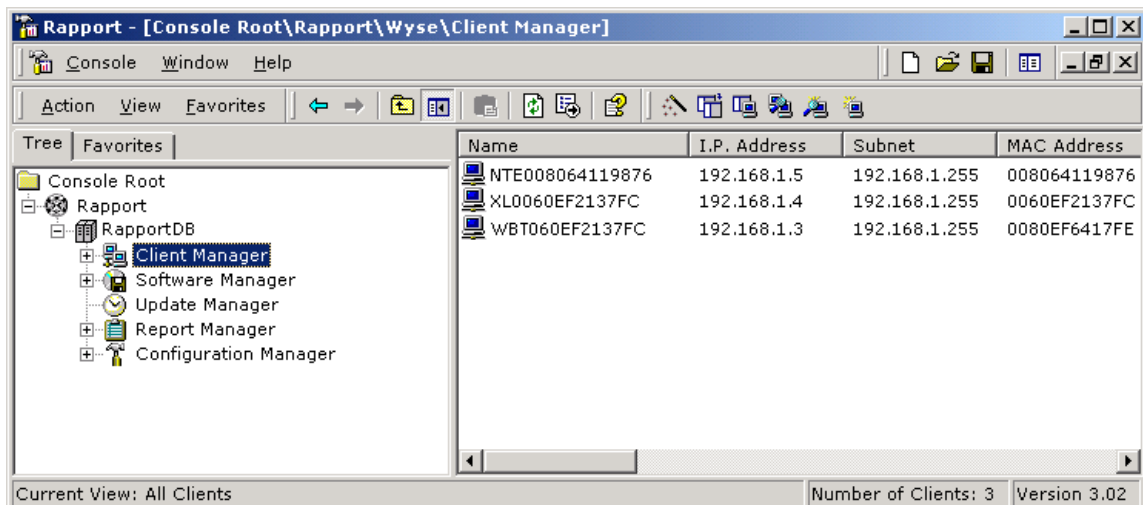 Rapport - [Console Root\Rapport\Wyse\Client Manager]
Console Window Help
Action View Favorites
Tree Favorites
Console Root
Rapport
RapportDB
Client Manager
Software Manager
Update Manager
Report Manager
Configuration Manager
Name I.P. Address Subnet MAC Address
NTE008064119876 192.168.1.5 192.168.1.255 008064119876
XL0060EF2137FC 192.168.1.4 192.168.1.255 0060EF2137FC
WBT060EF2137FC 192.168.1.3 192.168.1.255 0080EF6417FE
Current View: All Clients Number of Clients: 3 Version 3.02